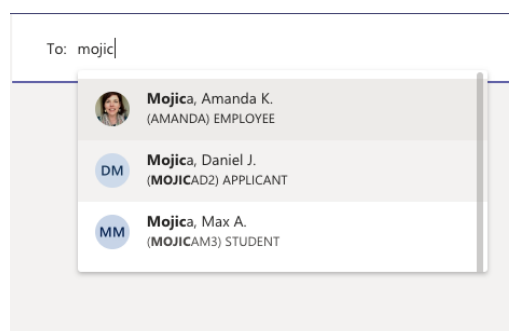 To: mojic
Mojica, Amanda K.
(AMANDA) EMPLOYEE
DM
Mojica, Daniel J.
(MOJICAD2) APPLICANT
MM
Mojica, Max A.
(MOJICAM3) STUDENT